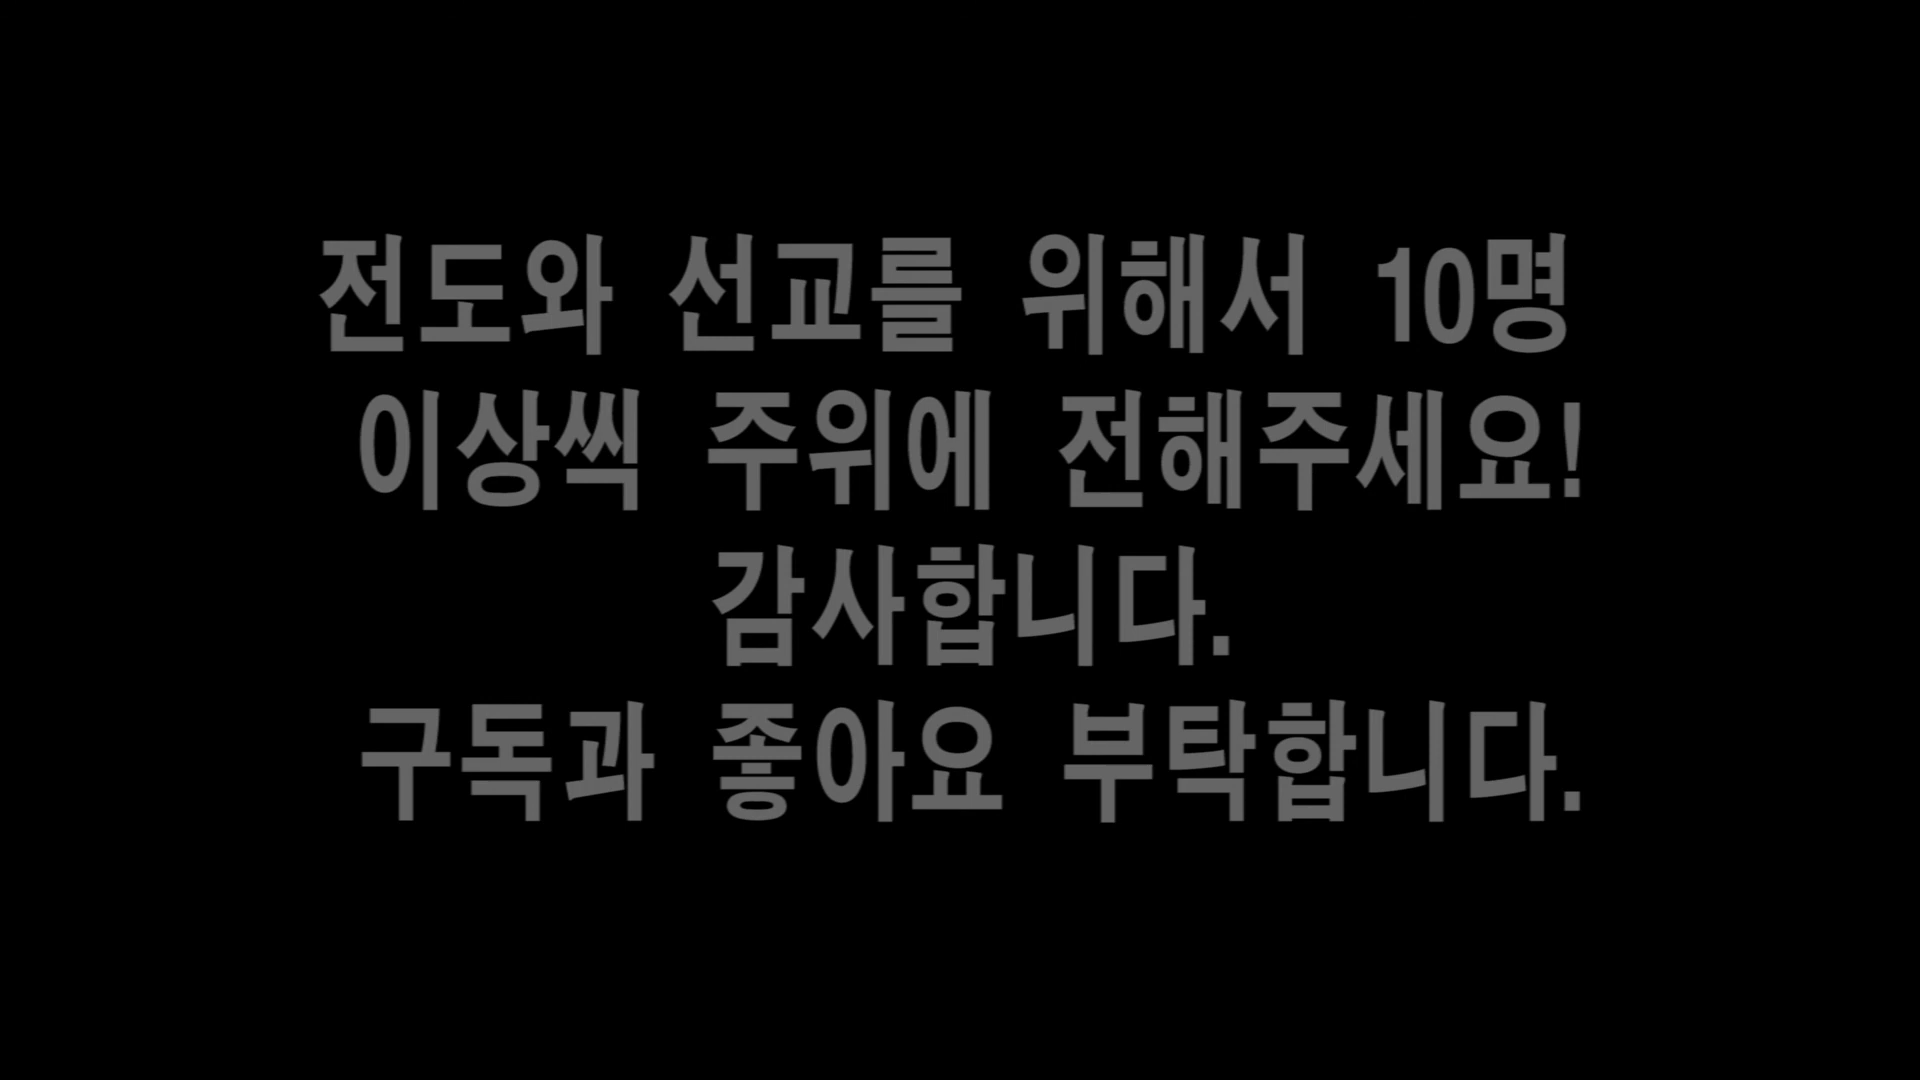 전도와 선교를 위해서 10명
이상씩 주위에 전해주세요!
감사합니다.
구독과 좋아요 부탁합니다.